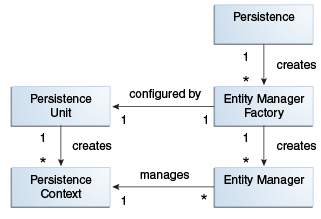 Persistence
1
creates
*
Persistence
Unit
configured by
1
1
Entity Manager
Factory
1
creates
*
1
creates
*
Persistence
Context
manages
1
*
Entity Manager